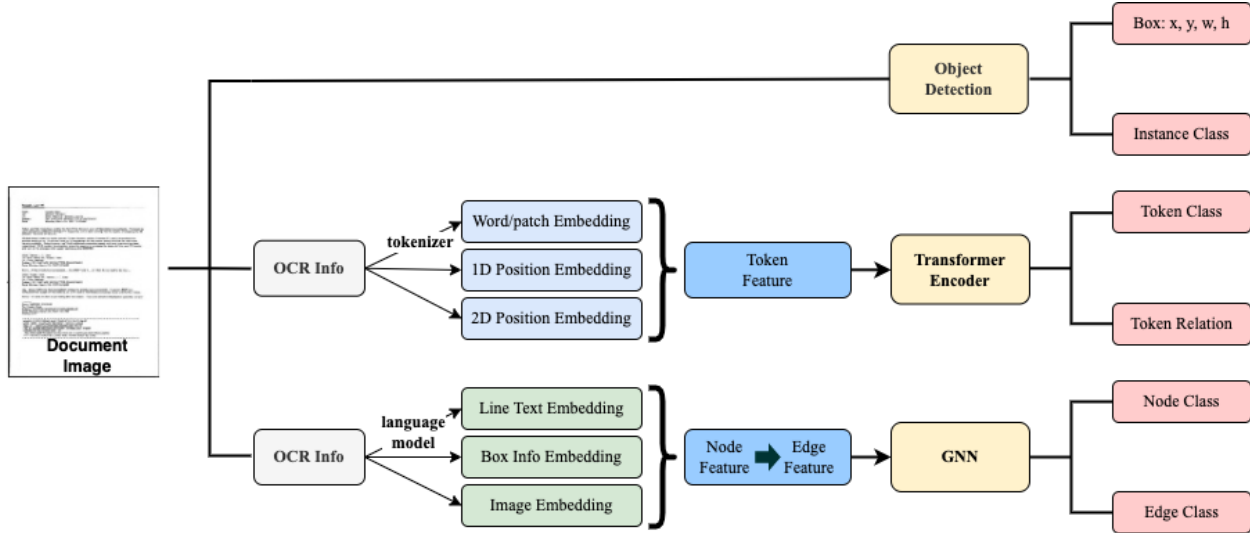 Box: x, y, w, h
Object
Detection
Instance Class
Document
Image
OCR Info
tokenizer
Word/patch Embedding
1D Position Embedding
2D Position Embedding
Token
Feature
Transformer
Encoder
Token Class
Token Relation
OCR Info
language
model
Line Text Embedding
Box Info Embedding
Image Embedding
Node
Feature
Edge
Feature
GNN
Node Class
Edge Class